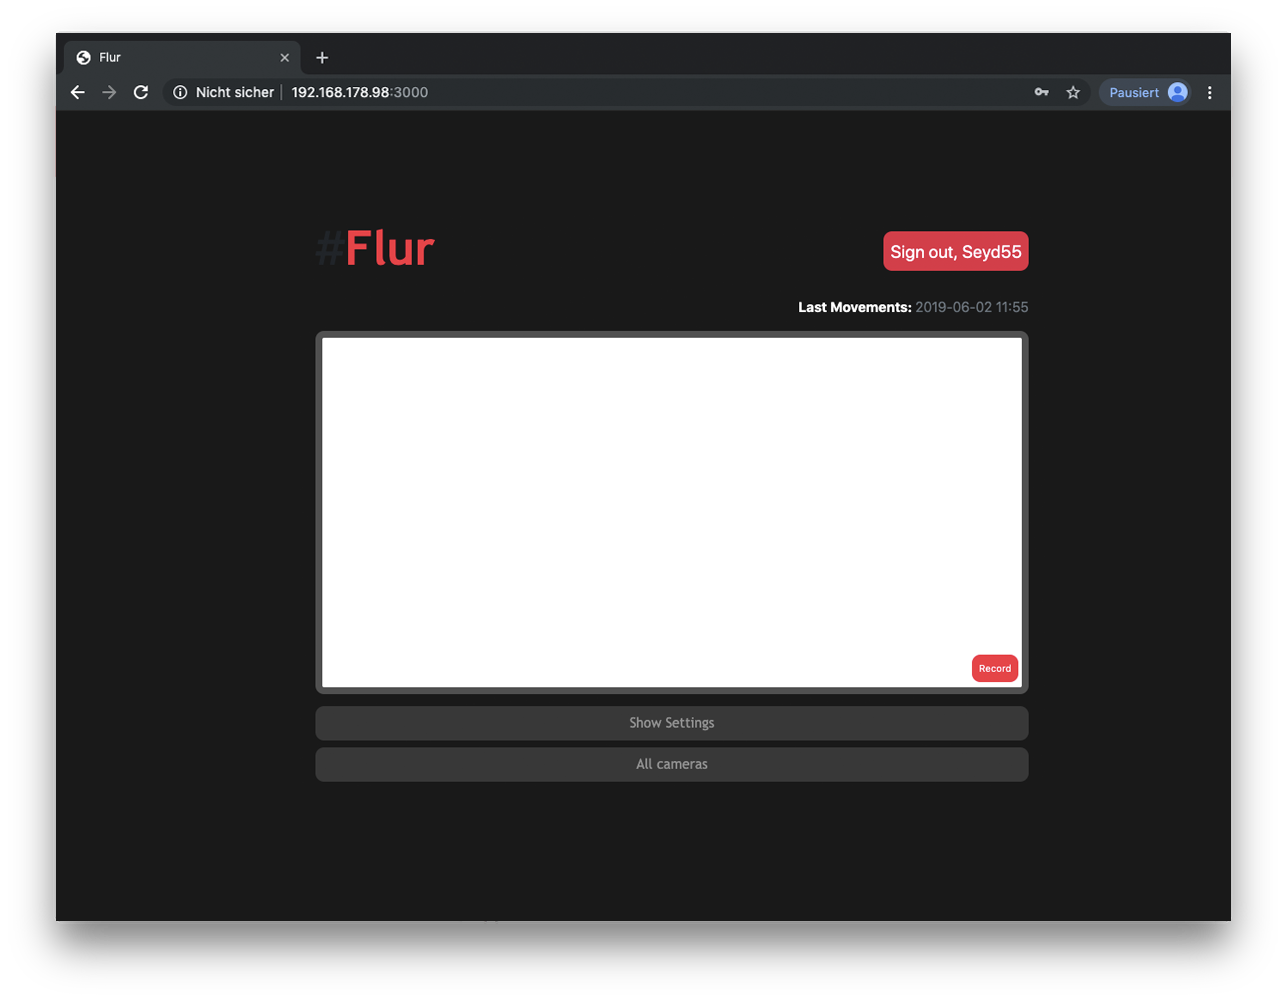 Flur
Nicht sicher | 192.168.178.98:3000
Pausiert
#Flur
Sign out, Seyd55
Last Movements: 2019-06-02 11:55
Record
Show Settings
All cameras